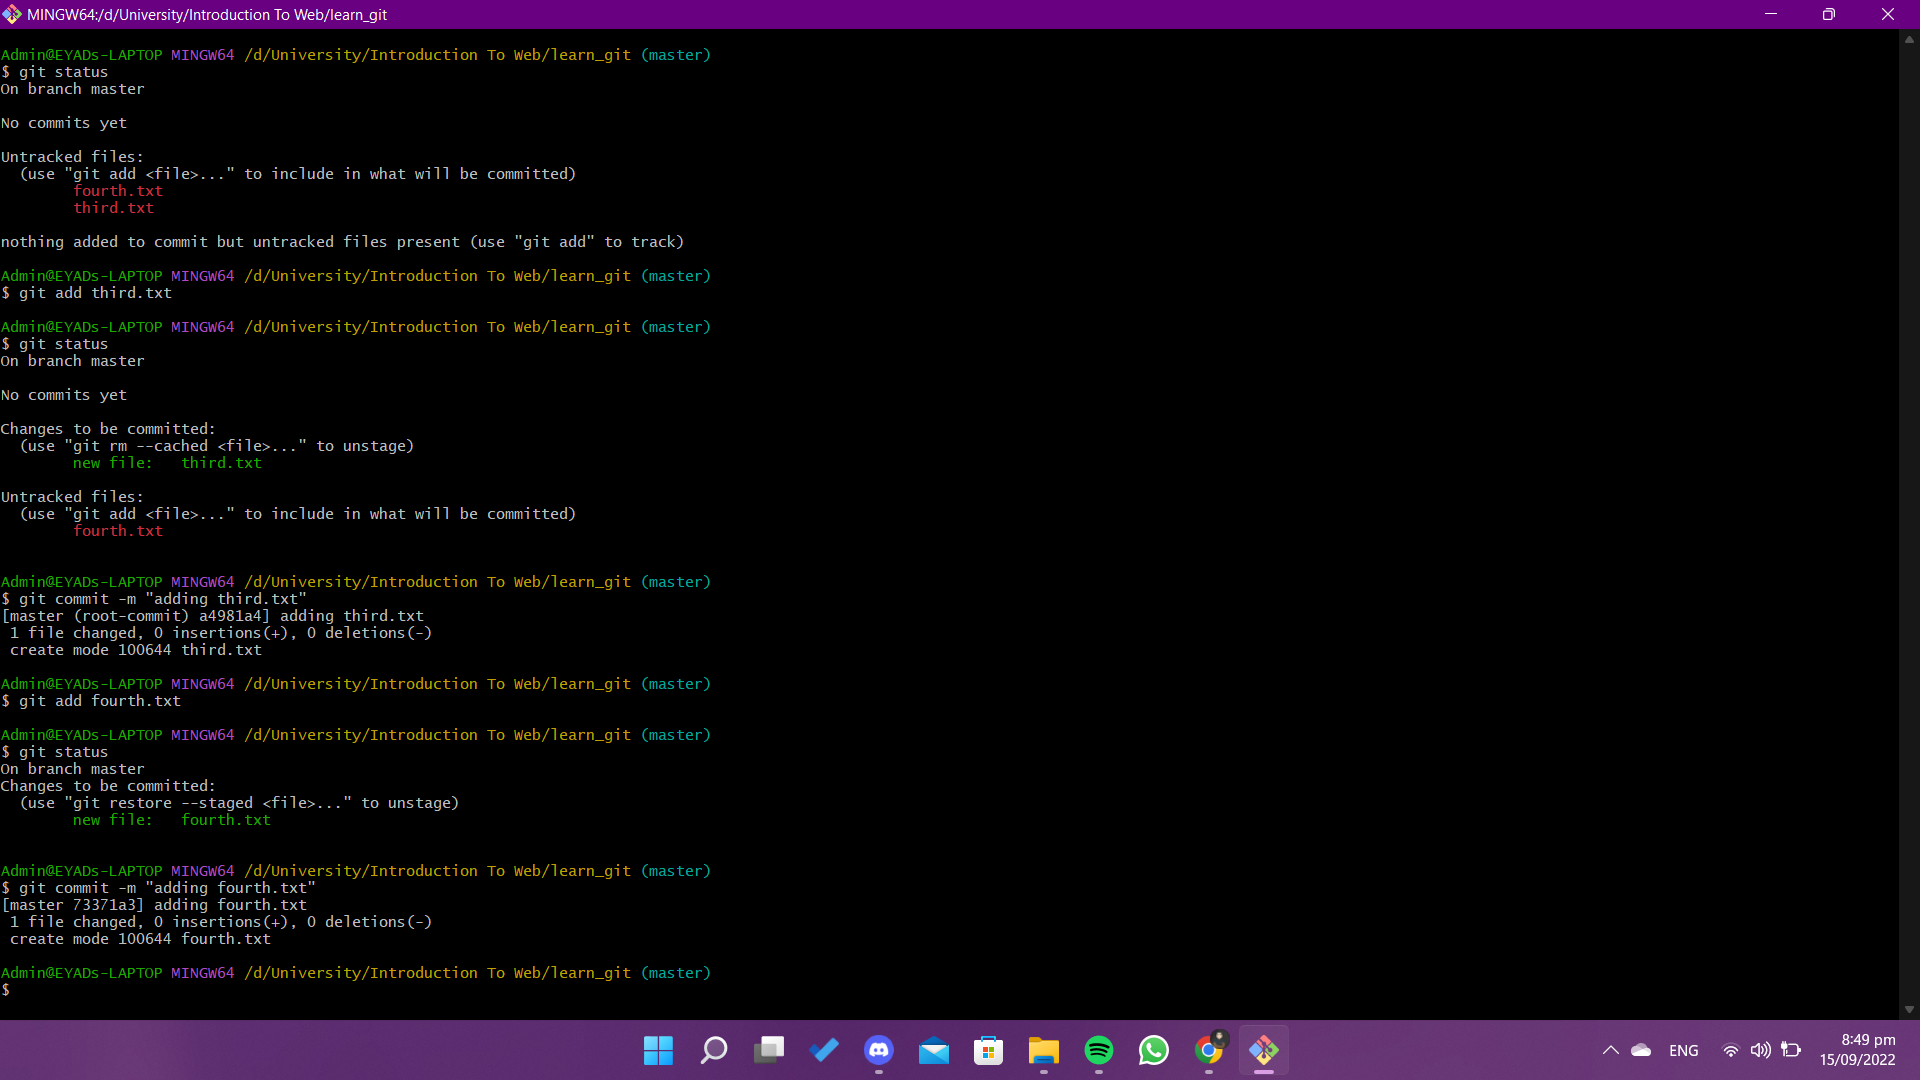 MINGW64:/d/University/Introduction To Web/learn_git
Admin@EYADs-LAPTOP MINGW64 /d/University/Introduction To Web/learn_git (master)
$ git status
On branch master
No commits yet
Untracked files:
  (use "git add <file>..." to include in what will be committed)
        fourth.txt
        third.txt
nothing added to commit but untracked files present (use "git add" to track)
Admin@EYADs-LAPTOP MINGW64 /d/University/Introduction To Web/learn_git (master)
$ git add third.txt
Admin@EYADs-LAPTOP MINGW64 /d/University/Introduction To Web/learn_git (master)
$ git status
On branch master
No commits yet
Changes to be committed:
  (use "git rm --cached <file>..." to unstage)
        new file:   third.txt
Untracked files:
  (use "git add <file>..." to include in what will be committed)
        fourth.txt
Admin@EYADs-LAPTOP MINGW64 /d/University/Introduction To Web/learn_git (master)
$ git commit -m "adding third.txt"
[master (root-commit) a4981a4] adding third.txt
 1 file changed, 0 insertions(+), 0 deletions(-)
 create mode 100644 third.txt
Admin@EYADs-LAPTOP MINGW64 /d/University/Introduction To Web/learn_git (master)
$ git add fourth.txt
Admin@EYADs-LAPTOP MINGW64 /d/University/Introduction To Web/learn_git (master)
$ git status
On branch master
Changes to be committed:
  (use "git restore --staged <file>..." to unstage)
        new file:   fourth.txt
Admin@EYADs-LAPTOP MINGW64 /d/University/Introduction To Web/learn_git (master)
$ git commit -m "adding fourth.txt"
[master 73371a3] adding fourth.txt
 1 file changed, 0 insertions(+), 0 deletions(-)
 create mode 100644 fourth.txt
Admin@EYADs-LAPTOP MINGW64 /d/University/Introduction To Web/learn_git (master)
$
ENG
8:49 pm
15/09/2022